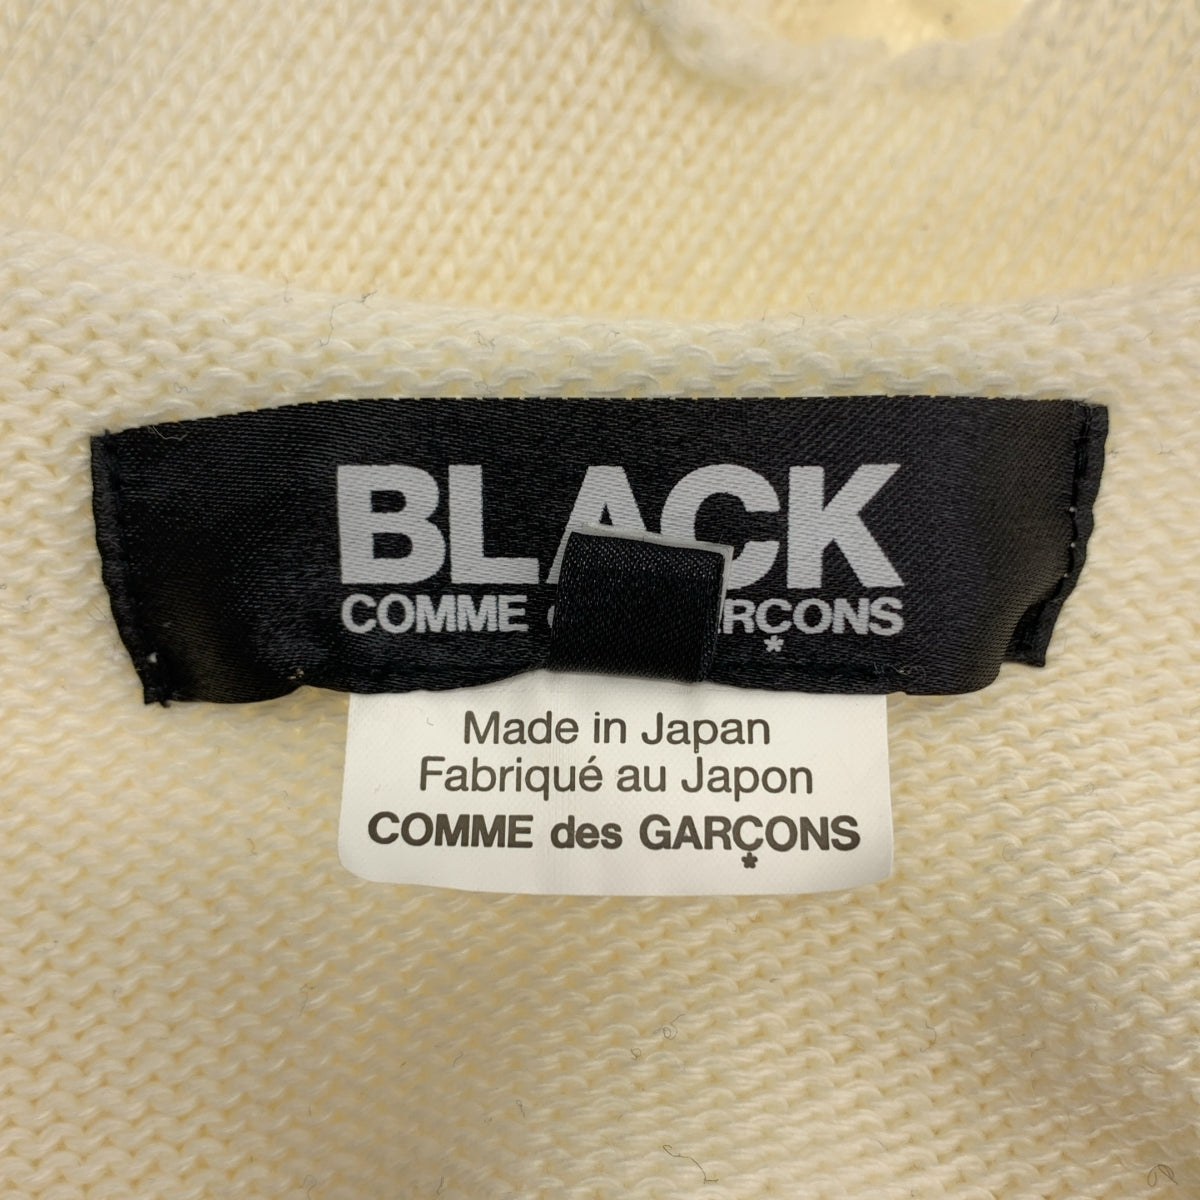 BLACK
COMME GARÇONS
Made in Japan
Fabriqué au Japon
COMME des GARÇONS